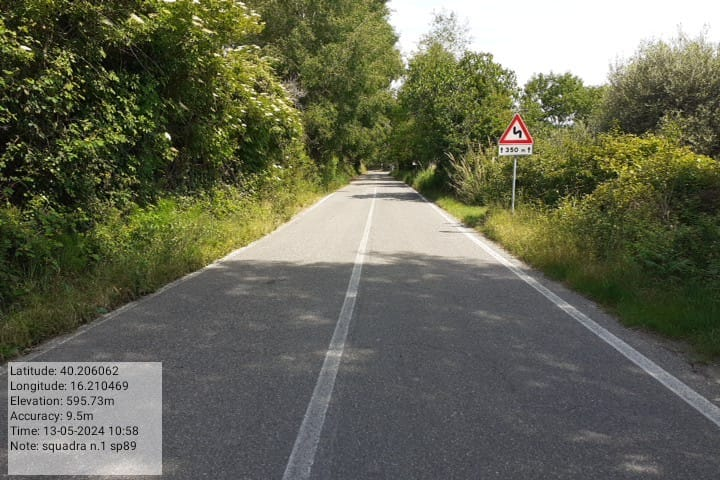 ↑350 m↑
Latitude: 40.206062
Longitude: 16.210469
Elevation: 595.73m
Accuracy: 9.5m
Time: 13-05-2024 10:58
Note: squadra n.1 sp89